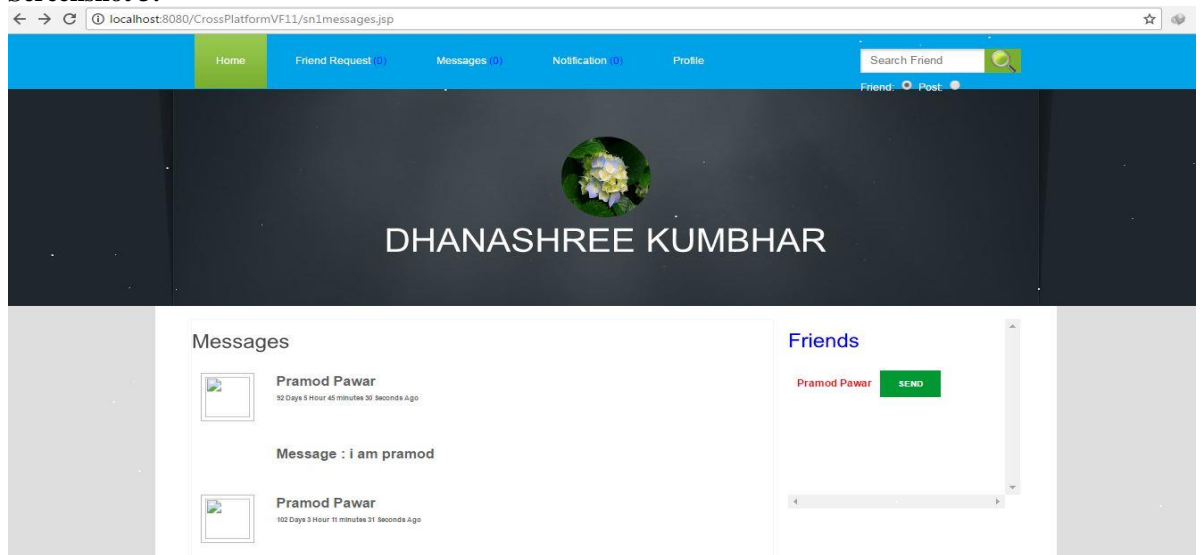 Screenshot 3:
localhost:8080/CrossPlatformVF11/sn1messages.jsp
Home Friend Request (0) Messages (0) Notification (0) Profile Search Friend
Friend: Post:
DHANASHREE KUMBHAR
Messages
Pramod Pawar
92 Days 5 Hour 45 minutes 30 Seconds Ago
Message : i am pramod
Pramod Pawar
102 Days 3 Hour 11 minutes 31 Seconds Ago
Friends
Pramod Pawar SEND